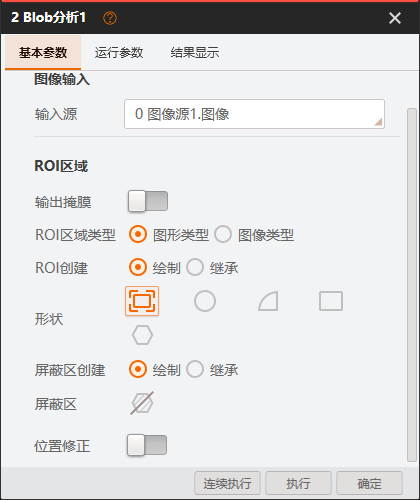 2 Blob分析1
基本参数 运行参数 结果显示
图像输入
输入源 0 图像源1.图像
ROI区域
输出掩膜
ROI区域类型 图形类型 图像类型
ROI创建 绘制 继承
形状
屏蔽区创建 绘制 继承
屏蔽区
位置修正
连续执行 执行 确定